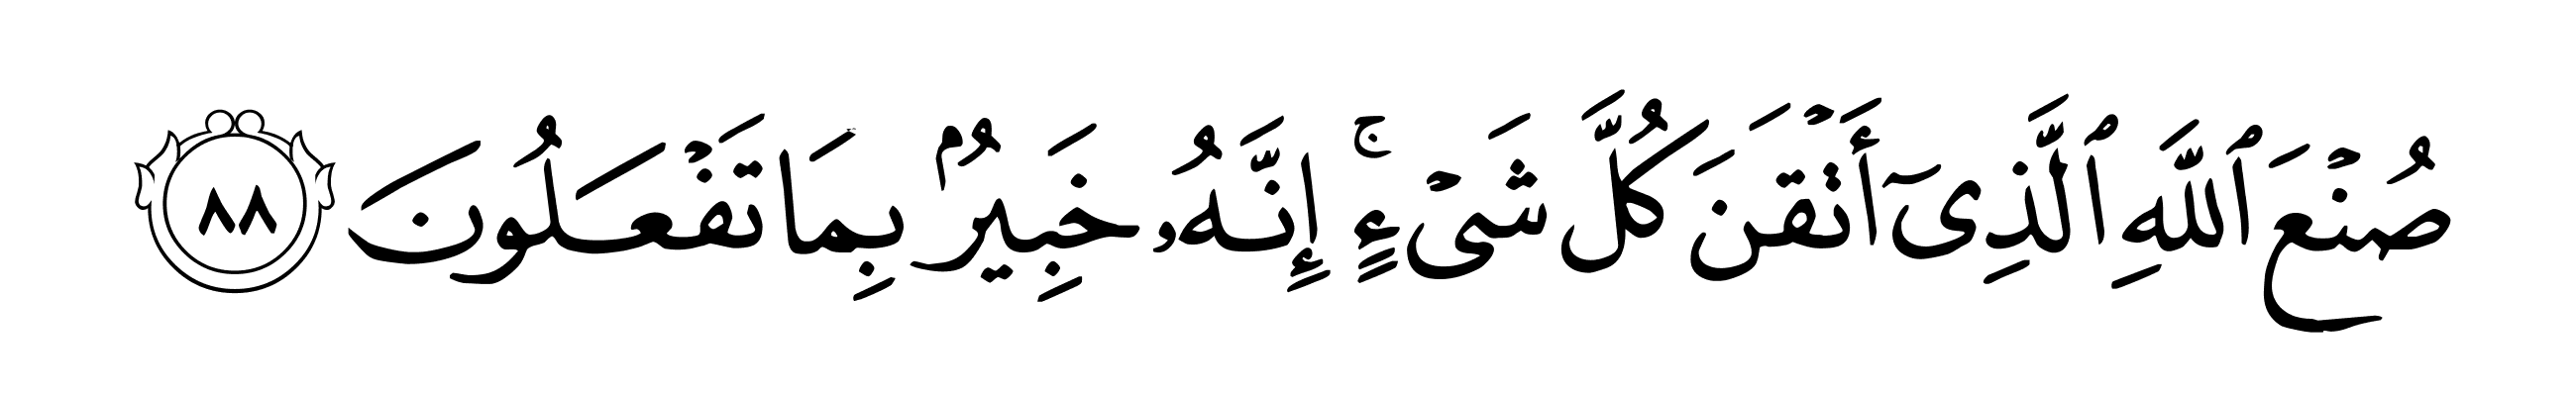 صُنْعَ ٱللَّهِ ٱلَّذِىٓ أَتْقَنَ كُلَّ شَىْءٍ ۚ إِنَّهُۥ خَبِيرٌۢ بِمَا تَفْعَلُونَ ٨٨